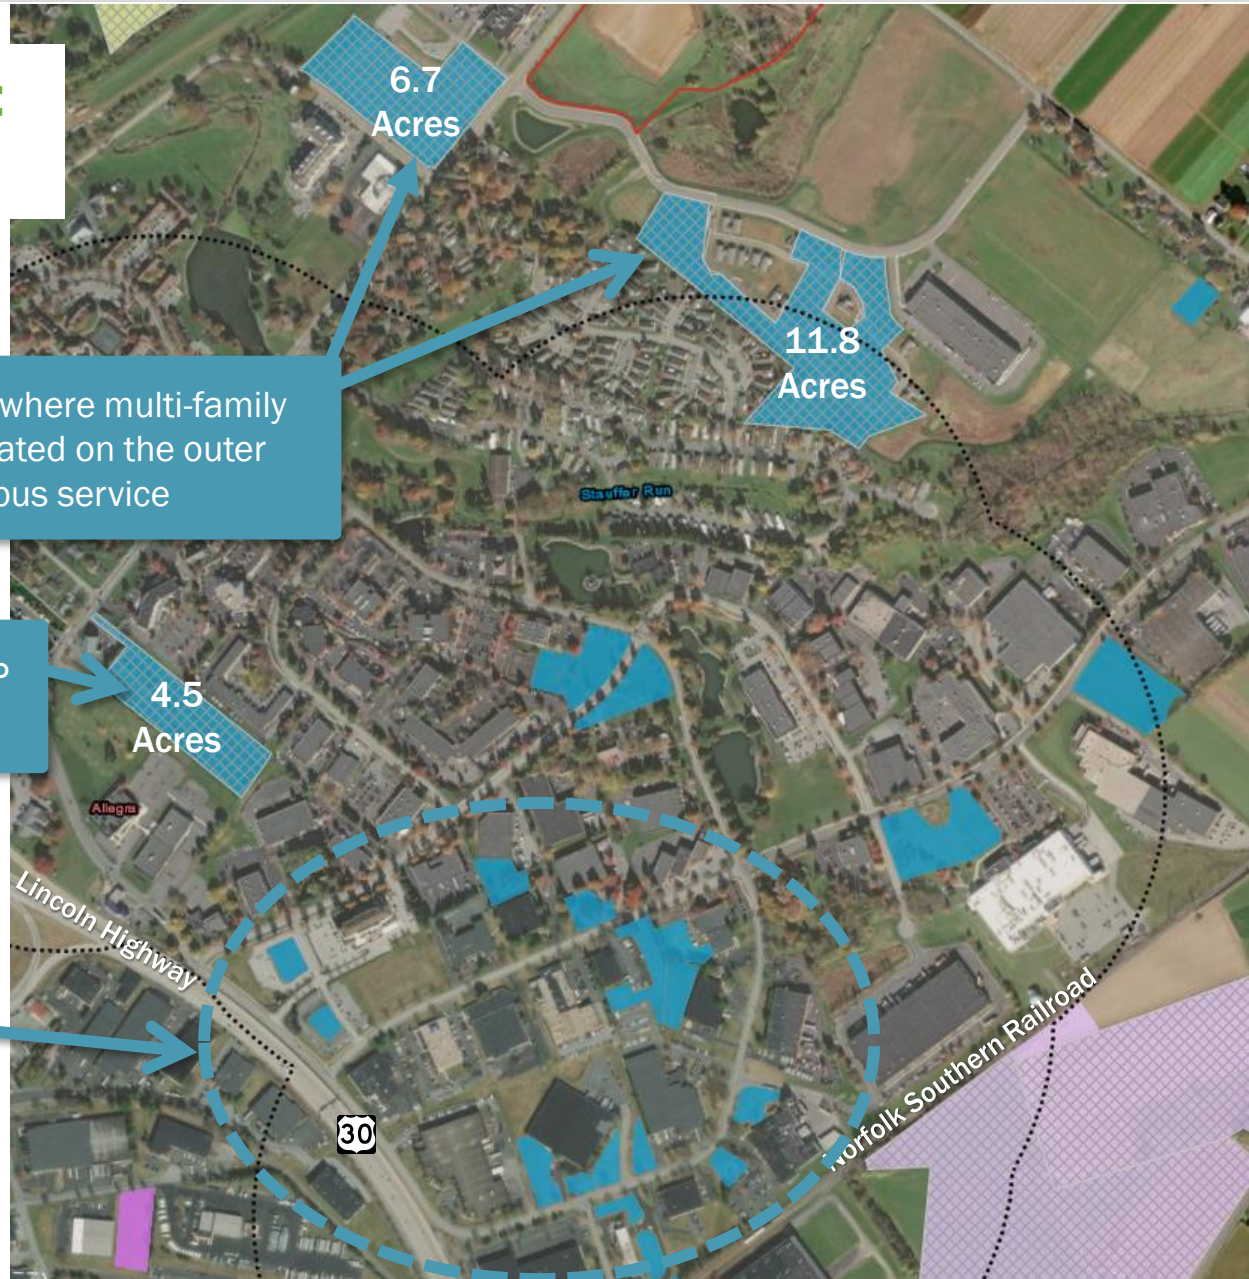 6.7
Acres
11.8
Acres
where multi-family
ated on the outer
bus service
Stauffer Run
4.5
Acres
Allegra
Lincoln Highway
Norfolk Southern Railroad
30